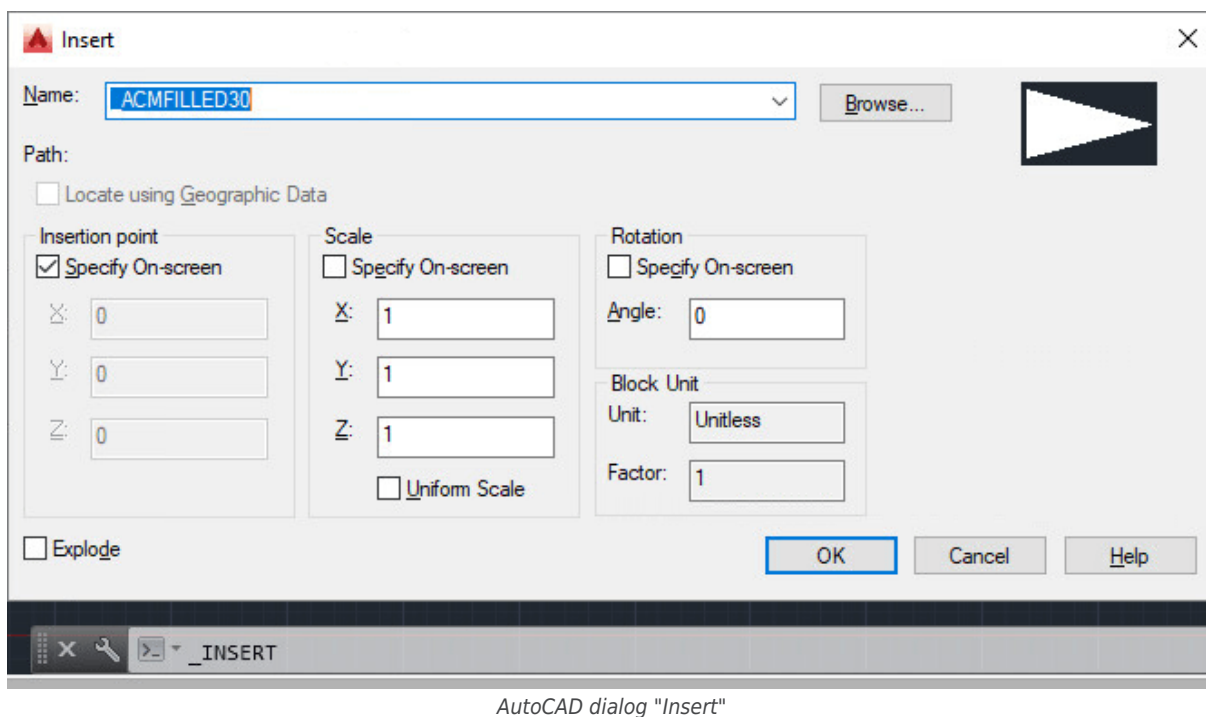 Insert
Name: _ACMFILLED30 Browse...
Path:
Locate using Geographic Data
Insertion point
Specify On-screen
X: 0
Y: 0
Z: 0
Scale
Specify On-screen
X: 1
Y: 1
Z: 1
Uniform Scale
Rotation
Specify On-screen
Angle: 0
Block Unit
Unit: Unitless
Factor: 1
Explode
OK Cancel Help
_INSERT
AutoCAD dialog "Insert"